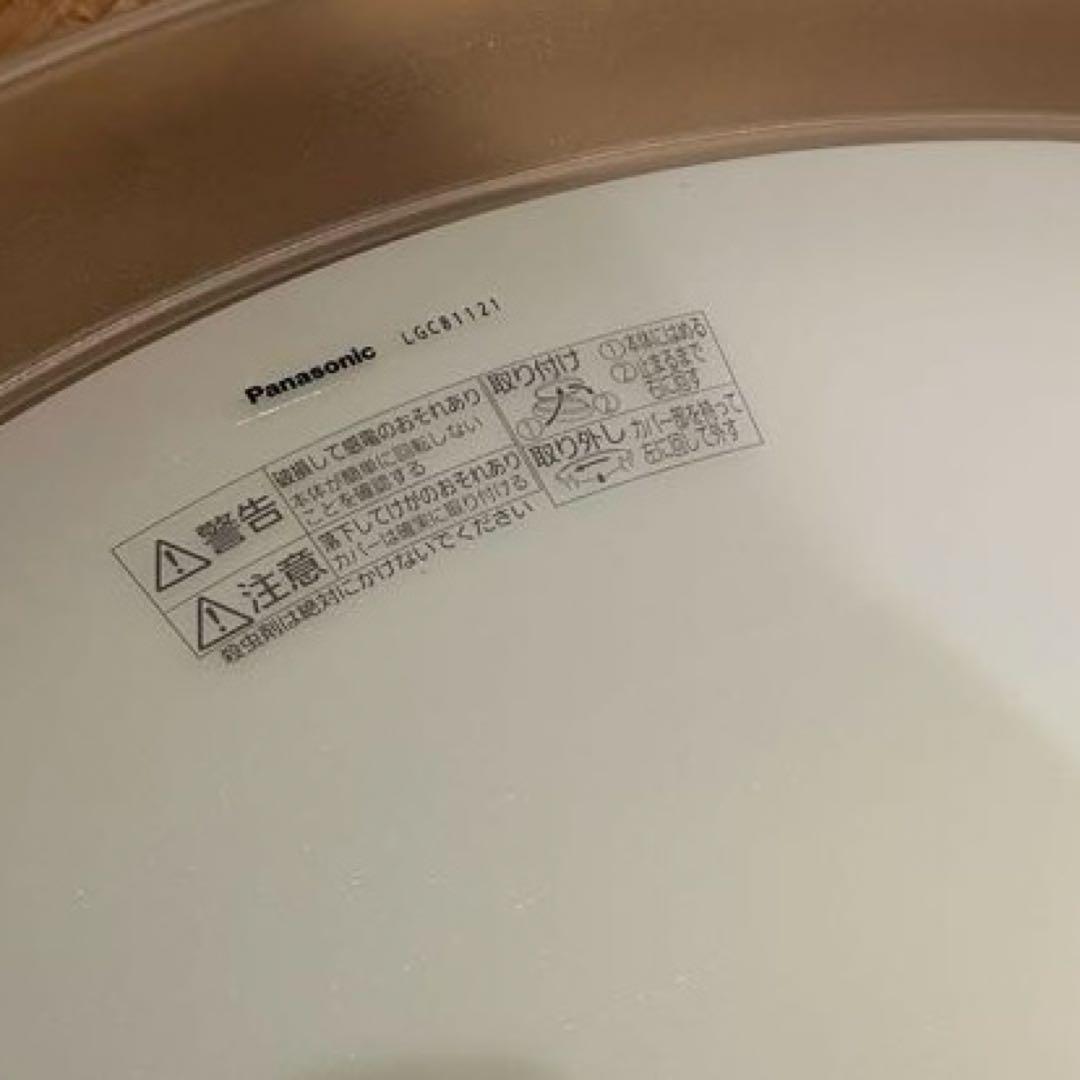 Panasonic LGCB1121
警告
破損して感電のおそれあり
本体が簡単に回転しない
ことを確認する
注意
落下してけがのおそれあり
カバーは確実に取り付ける
殺虫剤は絶対にかけないでください
取り付け
①本体にはめる
②止まるまで
右に回す
①
②
取り外し
カバー部を持って
左に回して外す